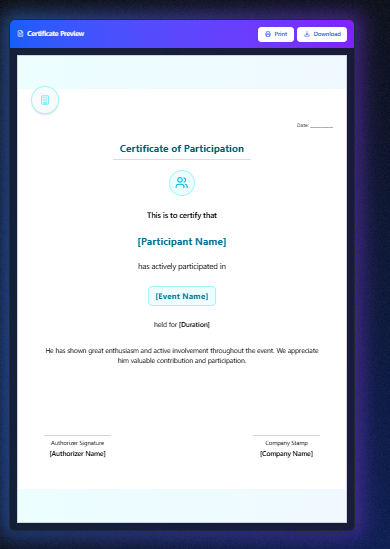 Certificate Preview
Print
Download
Date: ________
Certificate of Participation
This is to certify that
[Participant Name]
has actively participated in
[Event Name]
held for [Duration]
He has shown great enthusiasm and active involvement throughout the event. We appreciate
him valuable contribution and participation.
Authorizer Signature
[Authorizer Name]
Company Stamp
[Company Name]